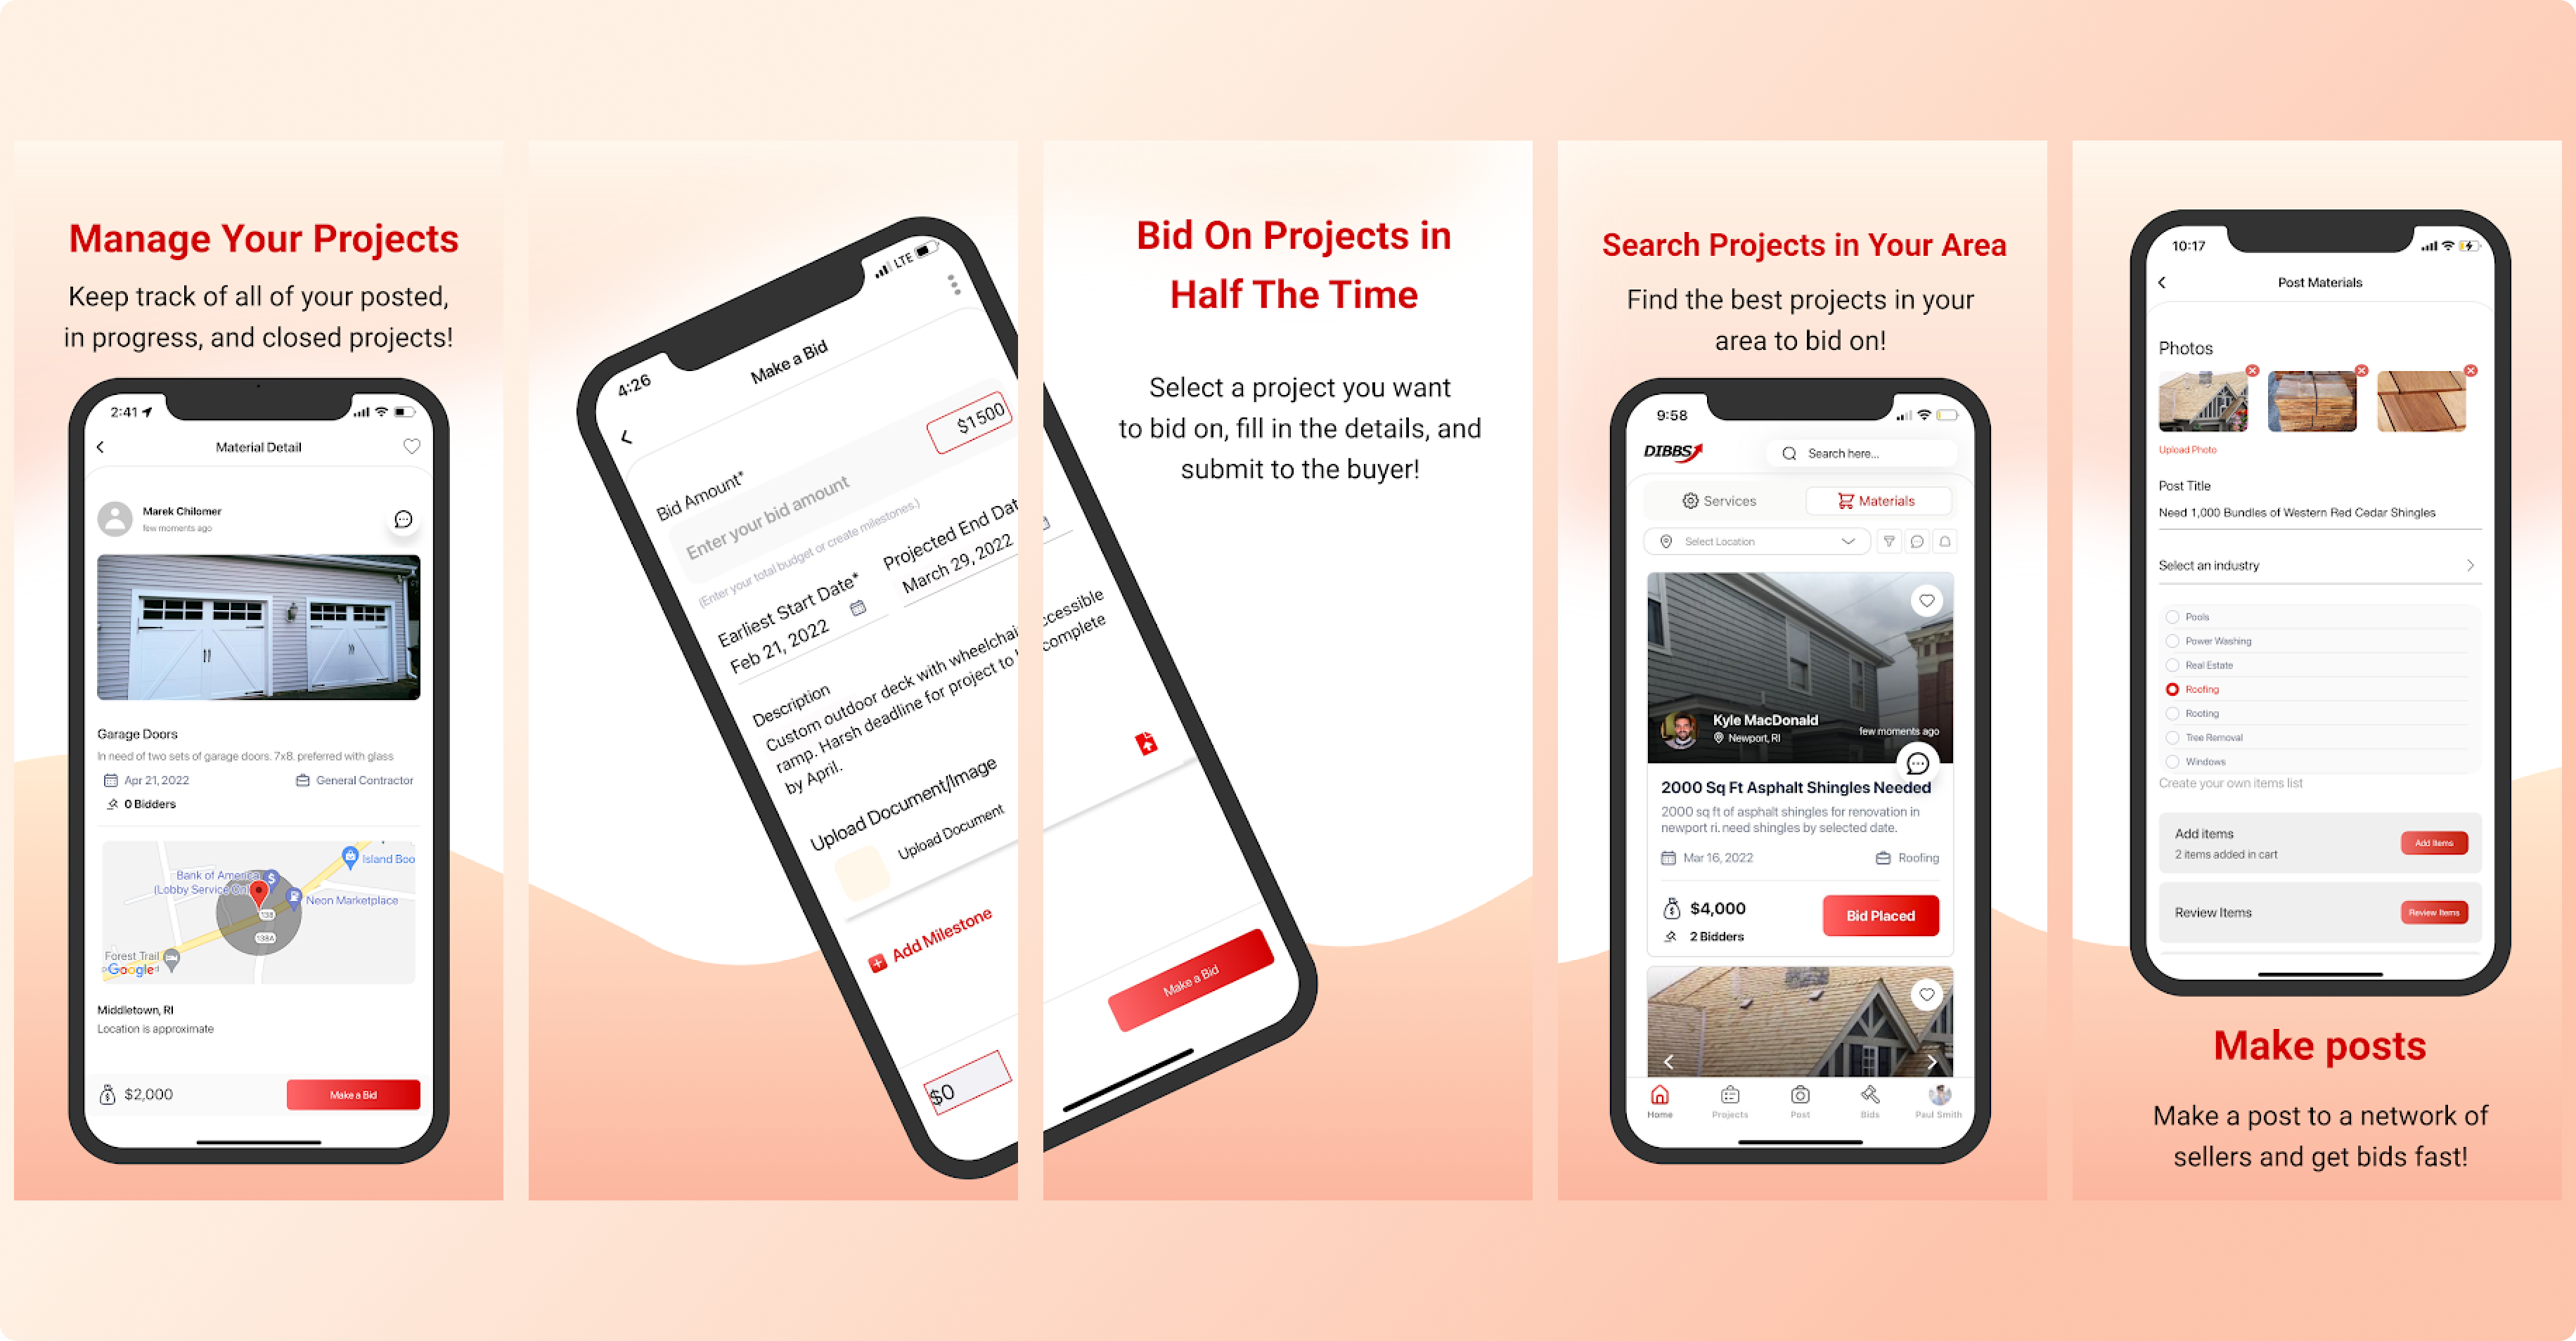 Manage Your Projects
Keep track of all of your posted,
in progress, and closed projects!
2:41
Material Detail
Marek Chilomer
few moments ago
Garage Doors
In need of two sets of garage doors. 7x8. preferred with glass
Apr 21, 2022
General Contractor
0 Bidders
Island Boo
Bank of America
(Lobby Service Onl
Neon Marketplace
138
138A
Forest Trail
Google
Middletown, RI
Location is approximate
$2,000
Make a Bid
4:26
LTE
Make a Bid
Bid Amount*
$1500
Enter your bid amount
(Enter your total budget or create milestones.)
Earliest Start Date*
Projected End Dat
Feb 21, 2022
March 29, 2022
Description
Custom outdoor deck with wheelchai ccessible
ramp. Harsh deadline for project to complete
by April.
Upload Document/Image
Upload Document
Add Milestone
$0
Make a Bid
Bid On Projects in
Half The Time
Select a project you want
to bid on, fill in the details, and
submit to the buyer!
Search Projects in Your Area
Find the best projects in your
area to bid on!
9:58
DIBBS
Search here...
Services
Materials
Select Location
Kyle MacDonald
Newport, RI
few moments ago
2000 Sq Ft Asphalt Shingles Needed
2000 sq ft of asphalt shingles for renovation in
newport ri. need shingles by selected date.
Mar 16, 2022
Roofing
$4,000
2 Bidders
Bid Placed
Home
Projects
Post
Bids
Paul Smith
10:17
Post Materials
Photos
Upload Photo
Post Title
Need 1,000 Bundles of Western Red Cedar Shingles
Select an industry
Pools
Power Washing
Real Estate
Roofing
Rooting
Tree Removal
Windows
Create your own items list
Add items
2 items added in cart
Add Items
Review Items
Review Items
Make posts
Make a post to a network of
sellers and get bids fast!